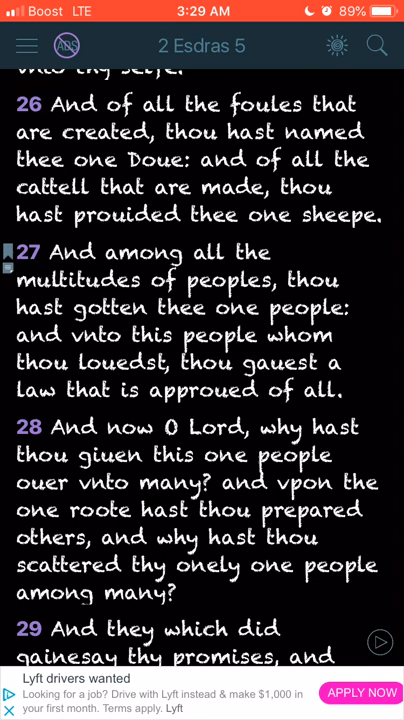 Boost LTE 3:29 AM 89%
ADS 2 Esdras 5
vnto thy selfe.
26 And of all the foules that
are created, thou hast named
thee one Doue: and of all the
cattell that are made, thou
hast prouided thee one sheepe.
27 And among all the
multitudes of peoples, thou
hast gotten thee one people:
and vnto this people whom
thou louedst, thou gauest a
law that is approued of all.
28 And now O Lord, why hast
thou giuen this one people
ouer vnto many? and vpon the
one roote hast thou prepared
others, and why hast thou
scattered thy onely one people
among many?
29 And they which did
gainesay thy promises, and
Lyft drivers wanted
Looking for a job? Drive with Lyft instead & make $1,000 in
your first month. Terms apply. Lyft
APPLY NOW